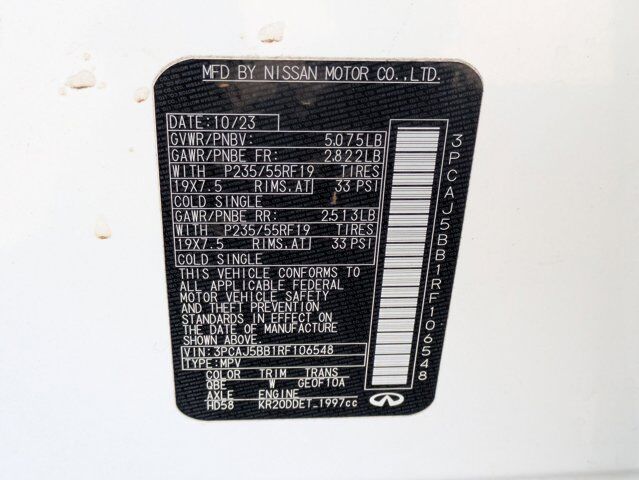 MFD BY NISSAN MOTOR CO.,LTD.
DATE:10/23
GVWR/PNBV: 5.075LB
GAWR/PNBE FR: 2.822LB
WITH P235/55RF19 TIRES
19X7.5 RIMS.AT 33 PSI
COLD SINGLE
GAWR/PNBE RR: 2.513LB
WITH P235/55RF19 TIRES
19X7.5 RIMS.AT 33 PSI
COLD SINGLE
THIS VEHICLE CONFORMS TO
ALL APPLICABLE FEDERAL
MOTOR VEHICLE SAFETY
AND THEFT PREVENTION
STANDARDS IN EFFECT ON
THE DATE OF MANUFACTURE
SHOWN ABOVE.
VIN:3PCAJ5BB1RF106548
TYPE:MPV
COLOR TRIM TRANS
QBE W GE0F10A
AXLE ENGINE
HD58 KR20DDET_1997cc
3PCAJ5BB1RF106548